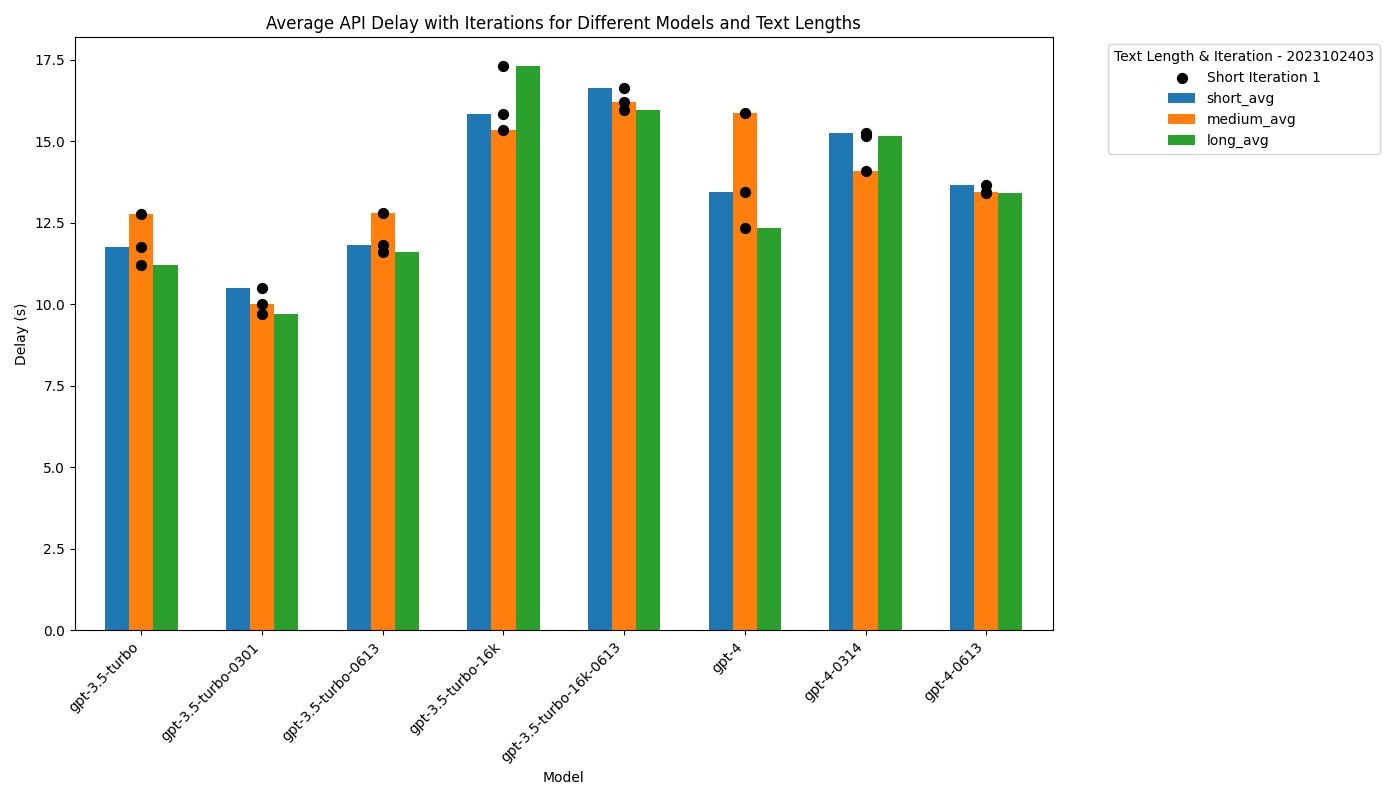 Average API Delay with Iterations for Different Models and Text Lengths
Text Length & Iteration - 2023102403
Short Iteration 1
short_avg
medium_avg
long_avg
Delay (s)
17.5
15.0
12.5
10.0
7.5
5.0
2.5
0.0
gpt-3.5-turbo
gpt-3.5-turbo-0301
gpt-3.5-turbo-0613
gpt-3.5-turbo-16k
gpt-3.5-turbo-16k-0613
gpt-4
gpt-4-0314
gpt-4-0613
Model